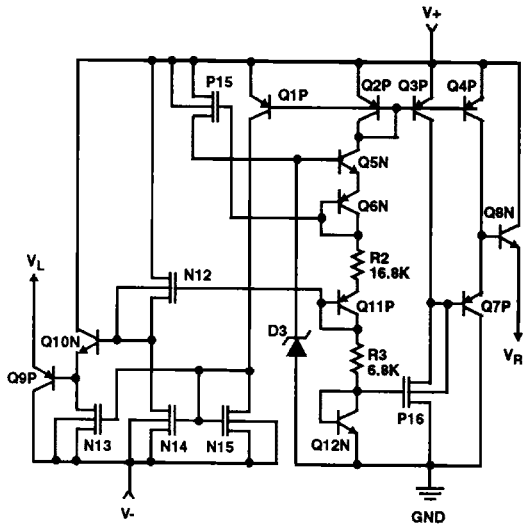 V+
P15
Q1P
Q2P
Q3P
Q4P
Q5N
Q6N
Q8N
VL
R2
16.8K
N12
Q11P
Q7P
Q10N
D3
R3
6.8K
VR
Q9P
P16
N13
N14
N15
Q12N
V-
GND